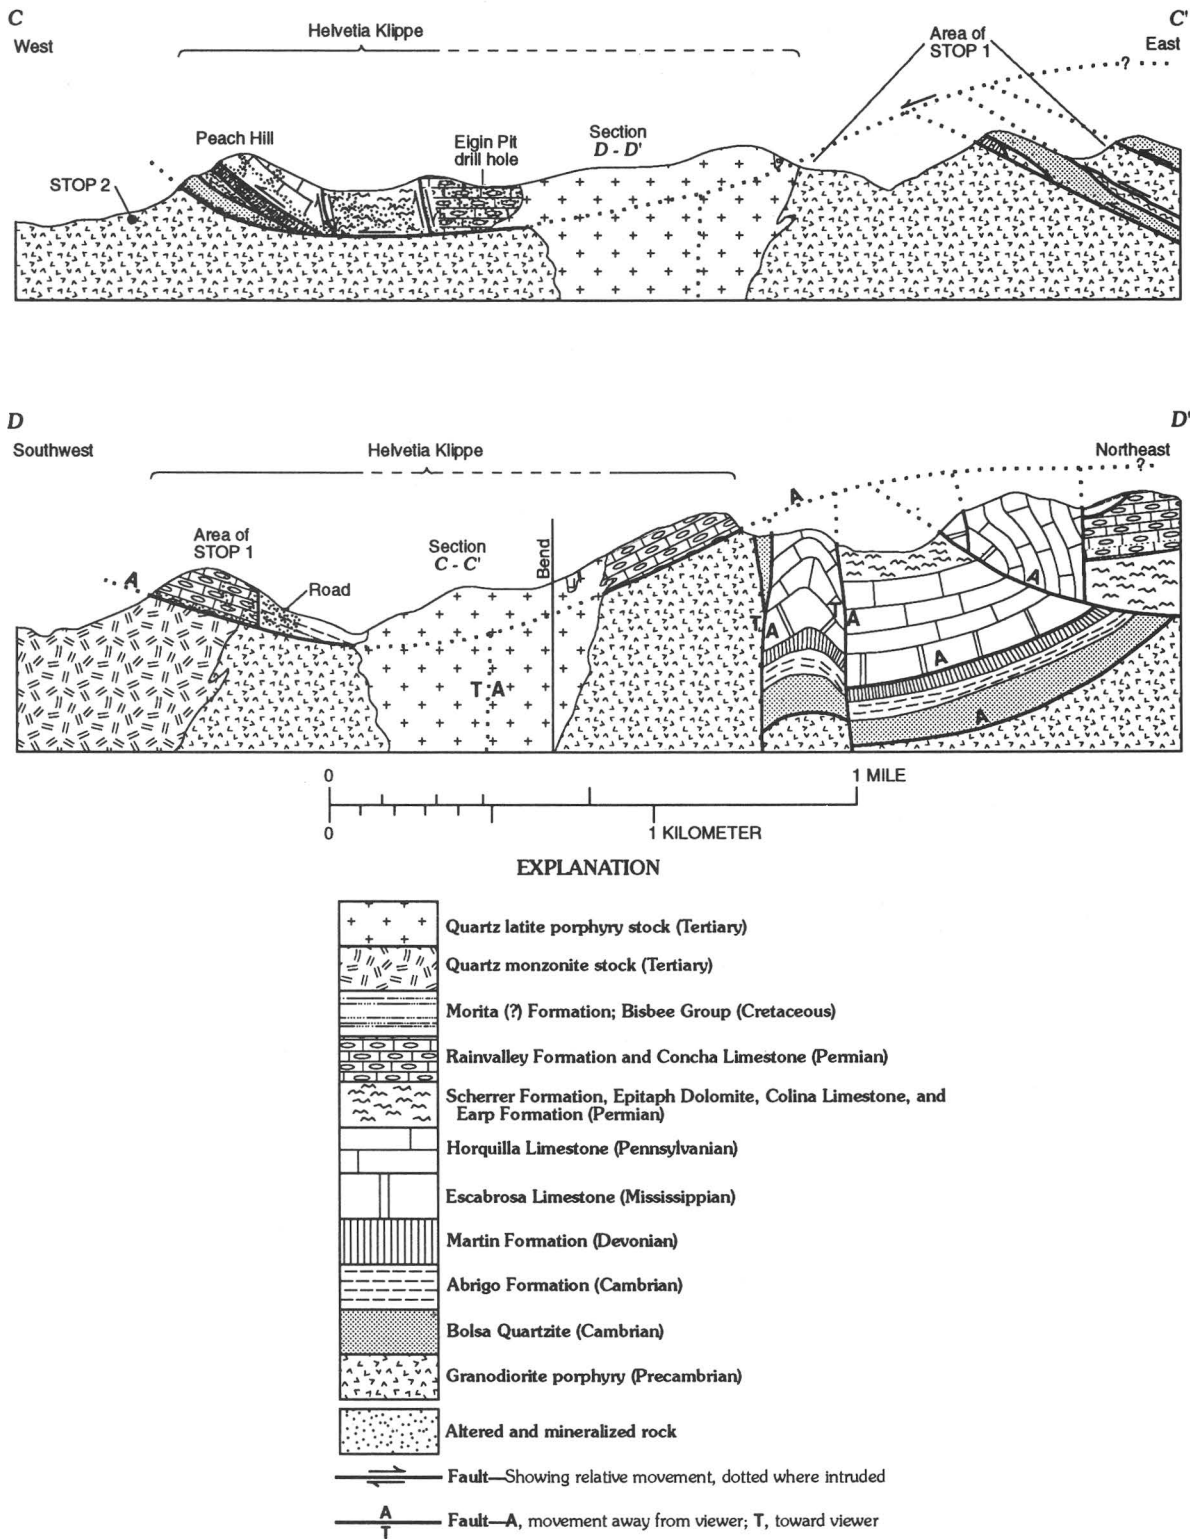 C
West
Helvetia Klippe
Area of
STOP 1
C'
East
?
Peach Hill
STOP 2
Elgin Pit
drill hole
Section
D - D'
D
Southwest
Helvetia Klippe
D'
Northeast
?
A
A
Area of
STOP 1
Road
Section
C - C'
Bend
T A
T A
T A
A
A
A
0
1 MILE
0
1 KILOMETER
EXPLANATION
Quartz latite porphyry stock (Tertiary)
Quartz monzonite stock (Tertiary)
Morita (?) Formation; Bisbee Group (Cretaceous)
Rainvalley Formation and Concha Limestone (Permian)
Scherrer Formation, Epitaph Dolomite, Colina Limestone, and
Earp Formation (Permian)
Horquilla Limestone (Pennsylvanian)
Escabrosa Limestone (Mississippian)
Martin Formation (Devonian)
Abrigo Formation (Cambrian)
Bolsa Quartzite (Cambrian)
Granodiorite porphyry (Precambrian)
Altered and mineralized rock
Fault—Showing relative movement, dotted where intruded
A
T
Fault—A, movement away from viewer; T, toward viewer